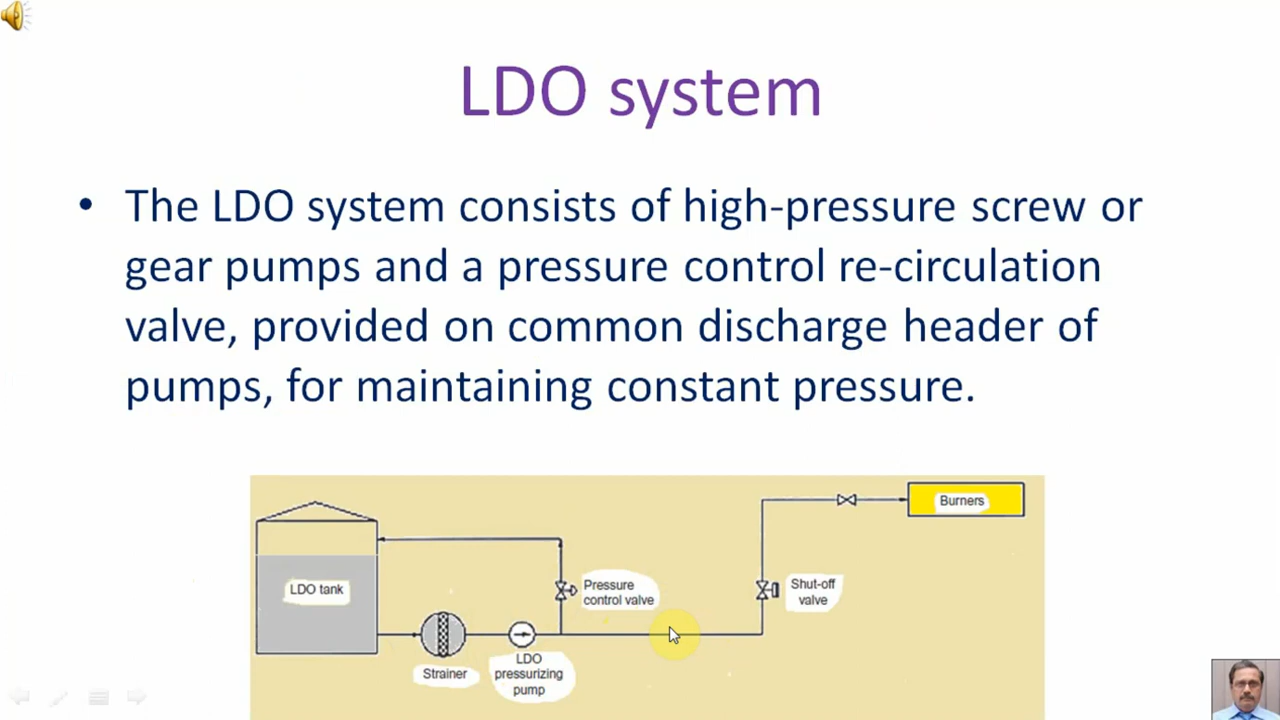 LDO system
• The LDO system consists of high-pressure screw or
gear pumps and a pressure control re-circulation
valve, provided on common discharge header of
pumps, for maintaining constant pressure.
Burners
LDO tank
Pressure
control valve
Shut-off
valve
Strainer
LDO
pressurizing
pump